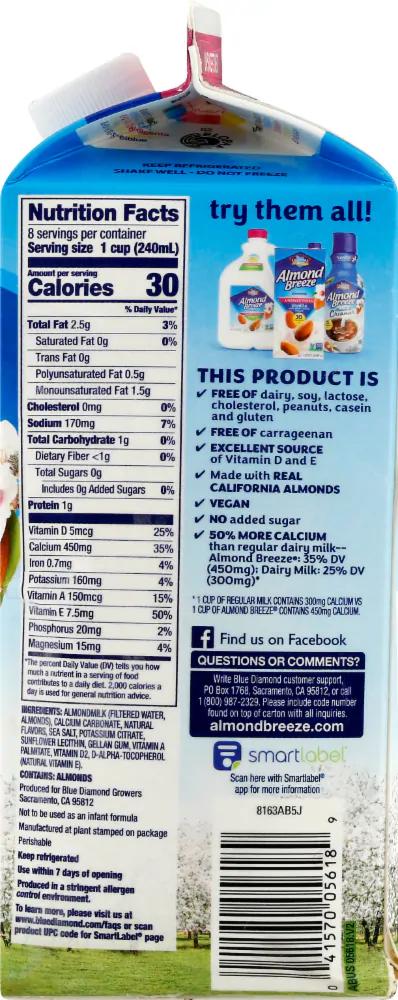 KEEP REFRIGERATED
SHAKE WELL - DO NOT FREEZE
Nutrition Facts
8 servings per container
Serving size 1 cup (240mL)
Amount per serving
Calories 30
% Daily Value*
Total Fat 2.5g 3%
Saturated Fat 0g 0%
Trans Fat 0g
Polyunsaturated Fat 0.5g
Monounsaturated Fat 1.5g
Cholesterol 0mg 0%
Sodium 170mg 7%
Total Carbohydrate 1g 0%
Dietary Fiber <1g 0%
Total Sugars 0g
Includes 0g Added Sugars 0%
Protein 1g
Vitamin D 5mcg 25%
Calcium 450mg 35%
Iron 0.7mg 4%
Potassium 160mg 4%
Vitamin A 150mcg 15%
Vitamin E 7.5mg 50%
Phosphorus 20mg 2%
Magnesium 15mg 4%
*The percent Daily Value (DV) tells you how
much a nutrient in a serving of food
contributes to a daily diet. 2,000 calories a
day is used for general nutrition advice.
INGREDIENTS: ALMONDMILK (FILTERED WATER,
ALMONDS), CALCIUM CARBONATE, NATURAL
FLAVORS, SEA SALT, POTASSIUM CITRATE,
SUNFLOWER LECITHIN, GELLAN GUM, VITAMIN A
PALMITATE, VITAMIN D2, D-ALPHA-TOCOPHEROL
(NATURAL VITAMIN E).
CONTAINS: ALMONDS
Produced for Blue Diamond Growers
Sacramento, CA 95812
Not to be used as an infant formula
Manufactured at plant stamped on package
Perishable
Keep refrigerated
Use within 7 days of opening
Produced in a stringent allergen
control environment.
To learn more, please visit us at
www.bluediamond.com/faqs or scan
product UPC code for SmartLabel® page
try them all!
Almond
Breeze
Almond
Breeze
Almond
Breeze
Creamer
THIS PRODUCT IS
✔ FREE OF dairy, soy, lactose,
cholesterol, peanuts, casein
and gluten
✔ FREE OF carrageenan
✔ EXCELLENT SOURCE
of Vitamin D and E
✔ Made with REAL
CALIFORNIA ALMONDS
✔ VEGAN
✔ NO added sugar
✔ 50% MORE CALCIUM
than regular dairy milk--
Almond Breeze®: 35% DV
(450mg); Dairy Milk: 25% DV
(300mg)*
*1 CUP OF REGULAR MILK CONTAINS 300mg CALCIUM VS
1 CUP OF ALMOND BREEZE® CONTAINS 450mg CALCIUM.
f Find us on Facebook
QUESTIONS OR COMMENTS?
Write Blue Diamond customer support,
PO Box 1768, Sacramento, CA 95812, or call
1 (800) 987-2329. Please include code number
found on top of carton with all inquiries.
almondbreeze.com
smartlabel
Scan here with Smartlabel®
app for more information
8163AB5J
0 41570 05618 9
ABUS 05618.V2